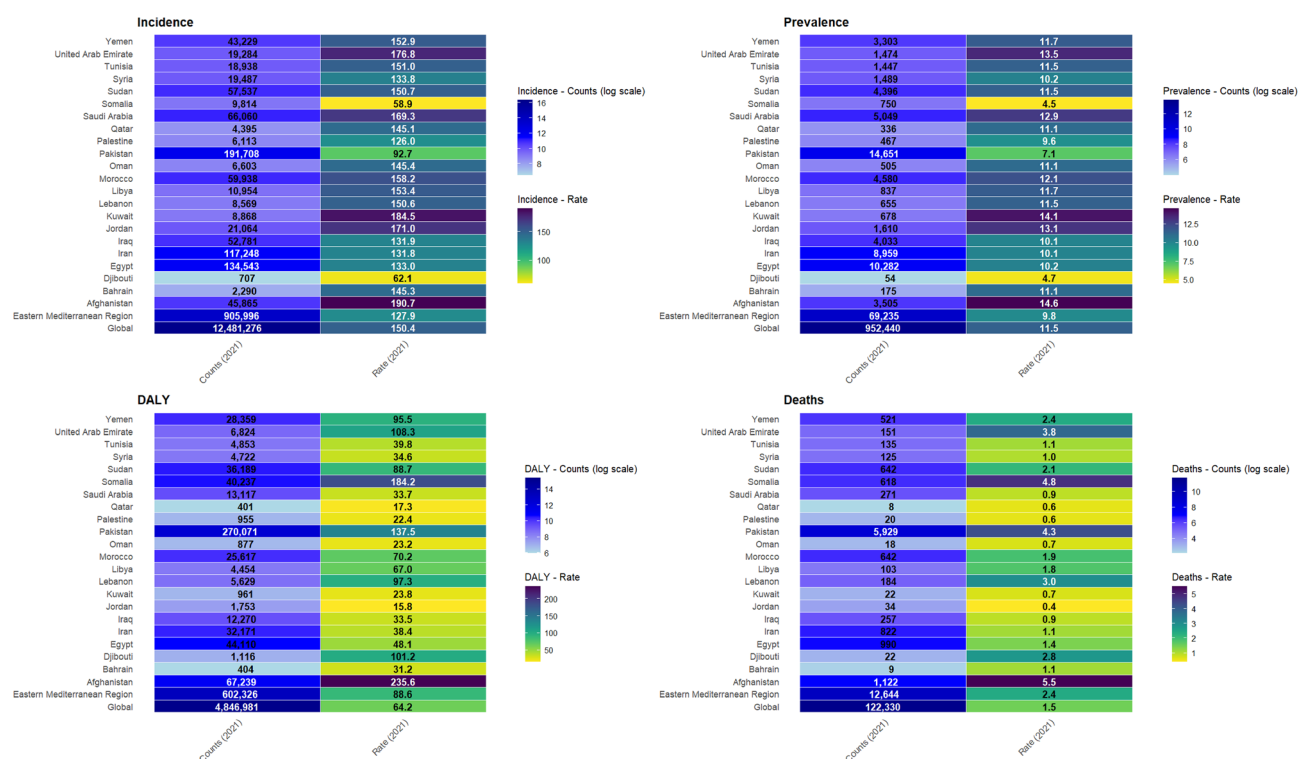 Incidence
Yemen 43,229 152.9
United Arab Emirate 19,284 176.8
Tunisia 18,938 151.0
Syria 19,487 133.8
Sudan 57,537 150.7
Somalia 9,814 58.9
Saudi Arabia 66,060 169.3
Qatar 4,395 145.1
Palestine 6,113 126.0
Pakistan 191,708 92.7
Oman 6,603 145.4
Morocco 59,938 158.2
Libya 10,954 153.4
Lebanon 8,569 150.6
Kuwait 8,868 184.5
Jordan 21,064 171.0
Iraq 52,781 131.9
Iran 117,248 131.8
Egypt 134,543 133.0
Djibouti 707 62.1
Bahrain 2,290 145.3
Afghanistan 45,865 190.7
Eastern Mediterranean Region 905,996 127.9
Global 12,481,276 150.4
Counts (2021)
Rate (2021)
Incidence - Counts (log scale)
16
14
12
10
8
Incidence - Rate
150
100
Prevalence
Yemen 3,303 11.7
United Arab Emirate 1,474 13.5
Tunisia 1,447 11.5
Syria 1,489 10.2
Sudan 4,396 11.5
Somalia 750 4.5
Saudi Arabia 5,049 12.9
Qatar 336 11.1
Palestine 467 9.6
Pakistan 14,651 7.1
Oman 505 11.1
Morocco 4,580 12.1
Libya 837 11.7
Lebanon 655 11.5
Kuwait 678 14.1
Jordan 1,610 13.1
Iraq 4,033 10.1
Iran 8,959 10.1
Egypt 10,282 10.2
Djibouti 54 4.7
Bahrain 175 11.1
Afghanistan 3,505 14.6
Eastern Mediterranean Region 69,235 9.8
Global 952,440 11.5
Counts (2021)
Rate (2021)
Prevalence - Counts (log scale)
12
10
8
6
Prevalence - Rate
12.5
10.0
7.5
5.0
DALY
Yemen 28,359 95.5
United Arab Emirate 6,824 108.3
Tunisia 4,853 39.8
Syria 4,722 34.6
Sudan 36,189 88.7
Somalia 40,237 184.2
Saudi Arabia 13,117 33.7
Qatar 401 17.3
Palestine 955 22.4
Pakistan 270,071 137.5
Oman 877 23.2
Morocco 25,617 70.2
Libya 4,454 67.0
Lebanon 5,629 97.3
Kuwait 961 23.8
Jordan 1,753 15.8
Iraq 12,270 33.5
Iran 32,171 38.4
Egypt 48.1
Djibouti 1,116 101.2
Bahrain 404 31.2
Afghanistan 67,239 235.6
Eastern Mediterranean Region 602,326 88.6
Global 4,846,981 64.2
Counts (2021)
Rate (2021)
DALY - Counts (log scale)
14
12
10
8
6
DALY - Rate
200
150
100
50
Deaths
Yemen 521 2.4
United Arab Emirate 151 3.8
Tunisia 135 1.1
Syria 125 1.0
Sudan 642 2.1
Somalia 618 4.8
Saudi Arabia 271 0.9
Qatar 8 0.6
Palestine 20 0.6
Pakistan 5,929 4.3
Oman 18 0.7
Morocco 642 1.9
Libya 103 1.8
Lebanon 184 3.0
Kuwait 22 0.7
Jordan 34 0.4
Iraq 257 0.9
Iran 822 1.1
Egypt 1.4
Djibouti 22 2.8
Bahrain 9 1.1
Afghanistan 1,122 5.5
Eastern Mediterranean Region 12,644 2.4
Global 122,330 1.5
Counts (2021)
Rate (2021)
Deaths - Counts (log scale)
10
8
6
4
Deaths - Rate
5
4
3
2
1